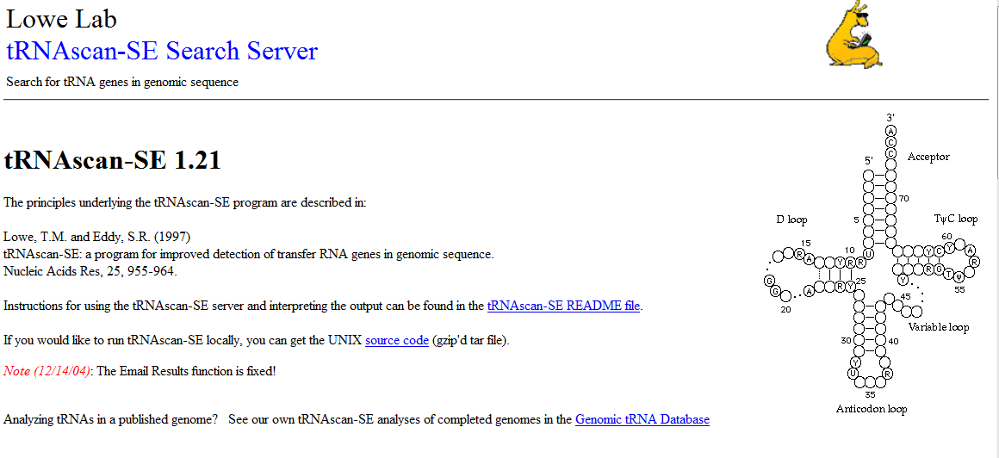 Lowe Lab
tRNAscan-SE Search Server
Search for tRNA genes in genomic sequence
tRNAscan-SE 1.21
The principles underlying the tRNAscan-SE program are described in:
Lowe, T.M. and Eddy, S.R. (1997)
tRNAscan-SE: a program for improved detection of transfer RNA genes in genomic sequence.
Nucleic Acids Res, 25, 955-964.
Instructions for using the tRNAscan-SE server and interpreting the output can be found in the tRNAscan-SE README file.
If you would like to run tRNAscan-SE locally, you can get the UNIX source code (gzip'd tar file).
Note (12/14/04): The Email Results function is fixed!
Analyzing tRNAs in a published genome? See our own tRNAscan-SE analyses of completed genomes in the Genomic tRNA Database
3'
A
C
C
5'
Acceptor
70
5
D loop
TψC loop
15
10
60
R A Y R R U
Y C Y A
R
G
G A R Y 25
Y R G T ψ
20
55
45
Variable loop
30
40
Y
U R
35
Anticodon loop